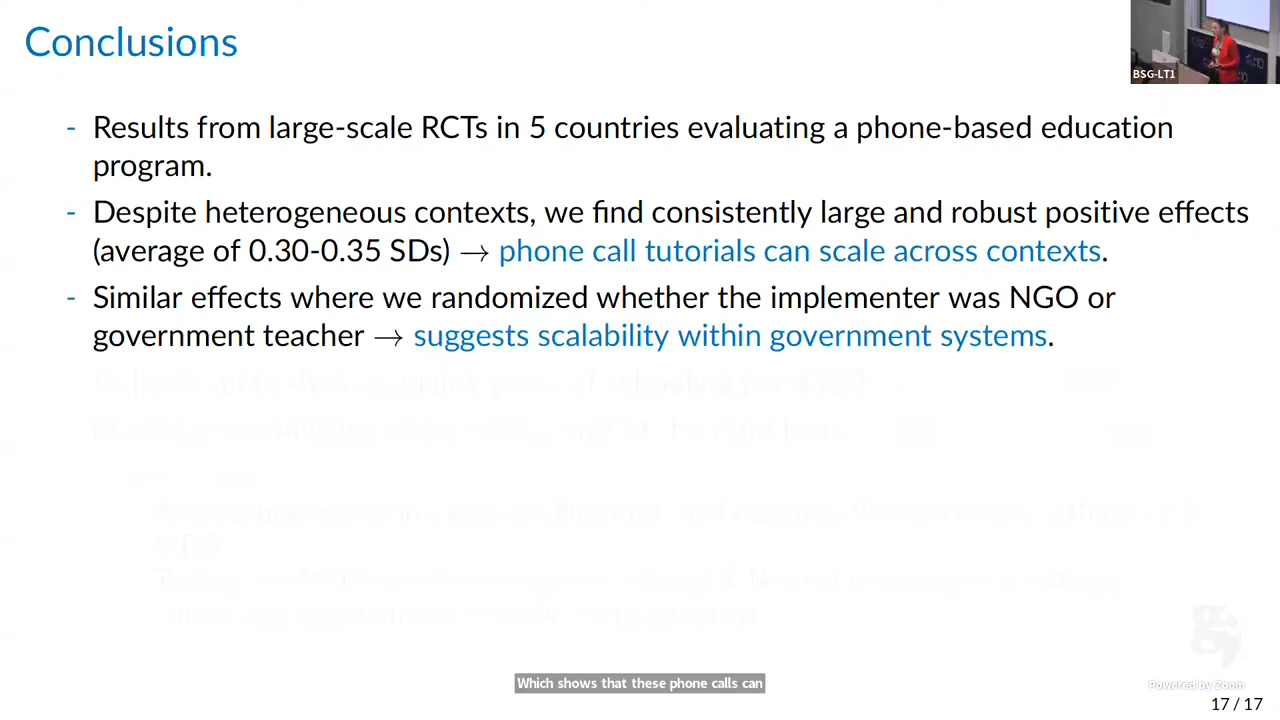 Conclusions
BSG-LT1
- Results from large-scale RCTs in 5 countries evaluating a phone-based education
program.
- Despite heterogeneous contexts, we find consistently large and robust positive effects
(average of 0.30-0.35 SDs) → phone call tutorials can scale across contexts.
- Similar effects where we randomized whether the implementer was NGO or
government teacher → suggests scalability within government systems.
Which shows that these phone calls can
Powered by Zoom
17 / 17